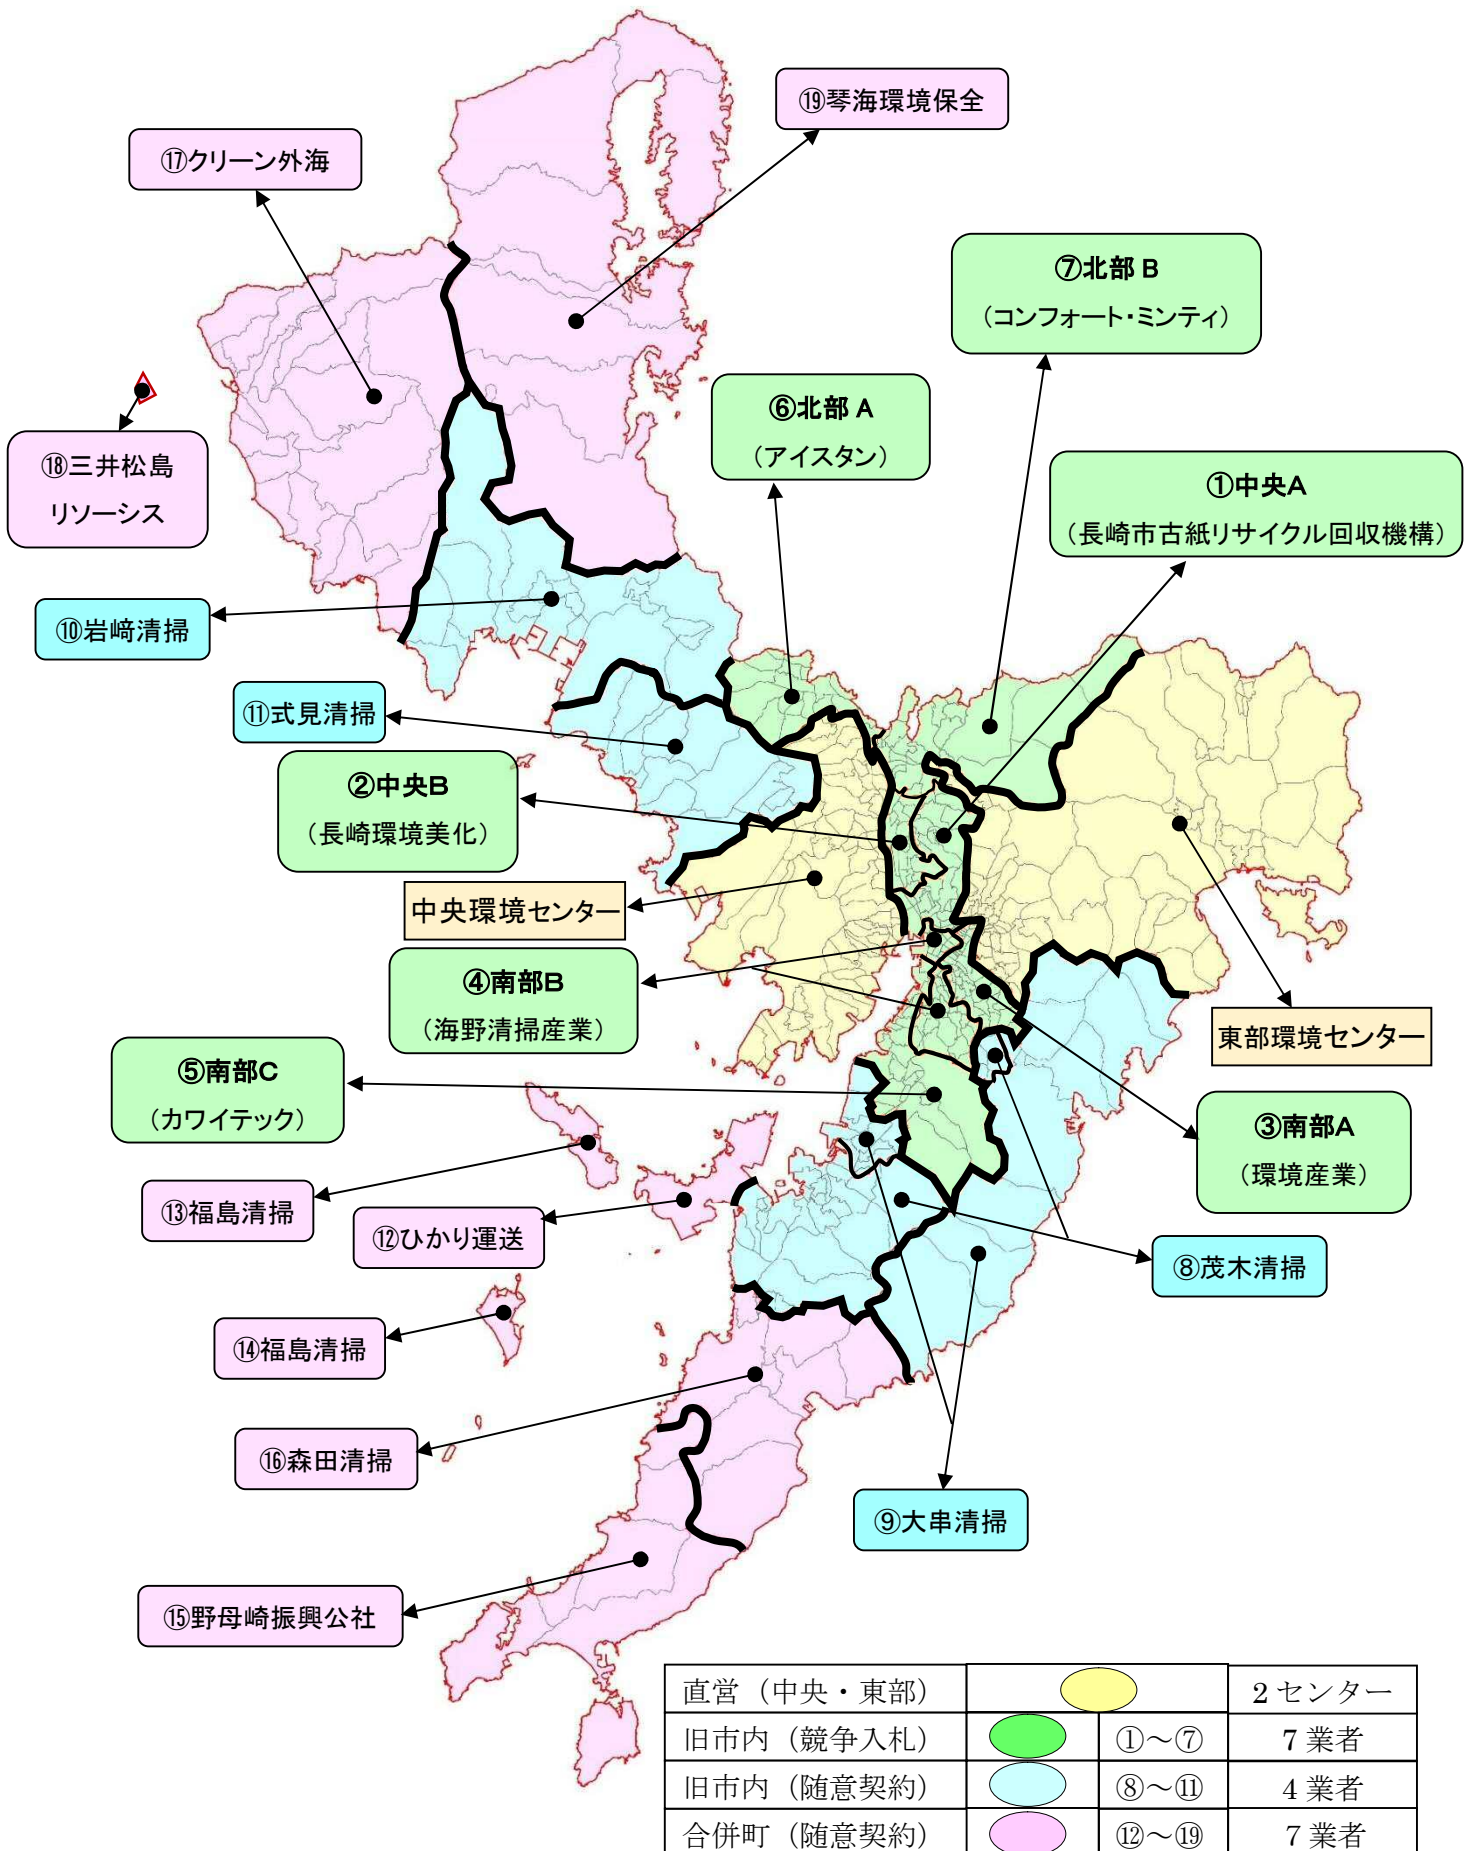 ⑲琴海環境保全
⑰クリーン外海
⑦北部B
（コンフォート・ミンティ）
⑥北部A
（アイスタン）
⑱三井松島
リソーシス
①中央A
（長崎市古紙リサイクル回収機構）
⑩岩﨑清掃
⑪式見清掃
②中央B
（長崎環境美化）
中央環境センター
④南部B
（海野清掃産業）
東部環境センター
⑤南部C
（カワイテック）
③南部A
（環境産業）
⑬福島清掃
⑫ひかり運送
⑧茂木清掃
⑭福島清掃
⑯森田清掃
⑨大串清掃
⑮野母崎振興公社
直営（中央・東部） 2センター
旧市内（競争入札） ①～⑦ 7業者
旧市内（随意契約） ⑧～⑪ 4業者
合併町（随意契約） ⑫～⑲ 7業者